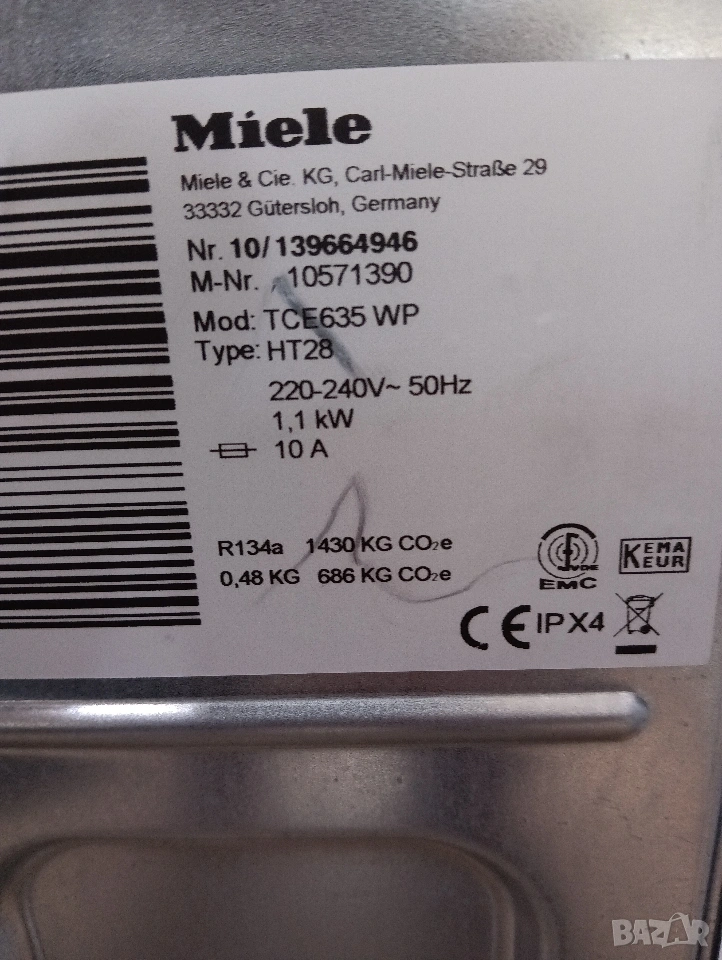 Miele
Miele & Cie. KG, Carl-Miele-Straße 29
33332 Gütersloh, Germany
Nr. 10/139664946
M-Nr. 10571390
Mod: TCE635 WP
Type: HT28
220-240V~ 50Hz
1,1 kW
10 A
R134a 1430 KG CO₂e
0,48 KG 686 KG CO₂e
VDE
EMC
KEMA
KEUR
CE IPX4
BAZAR